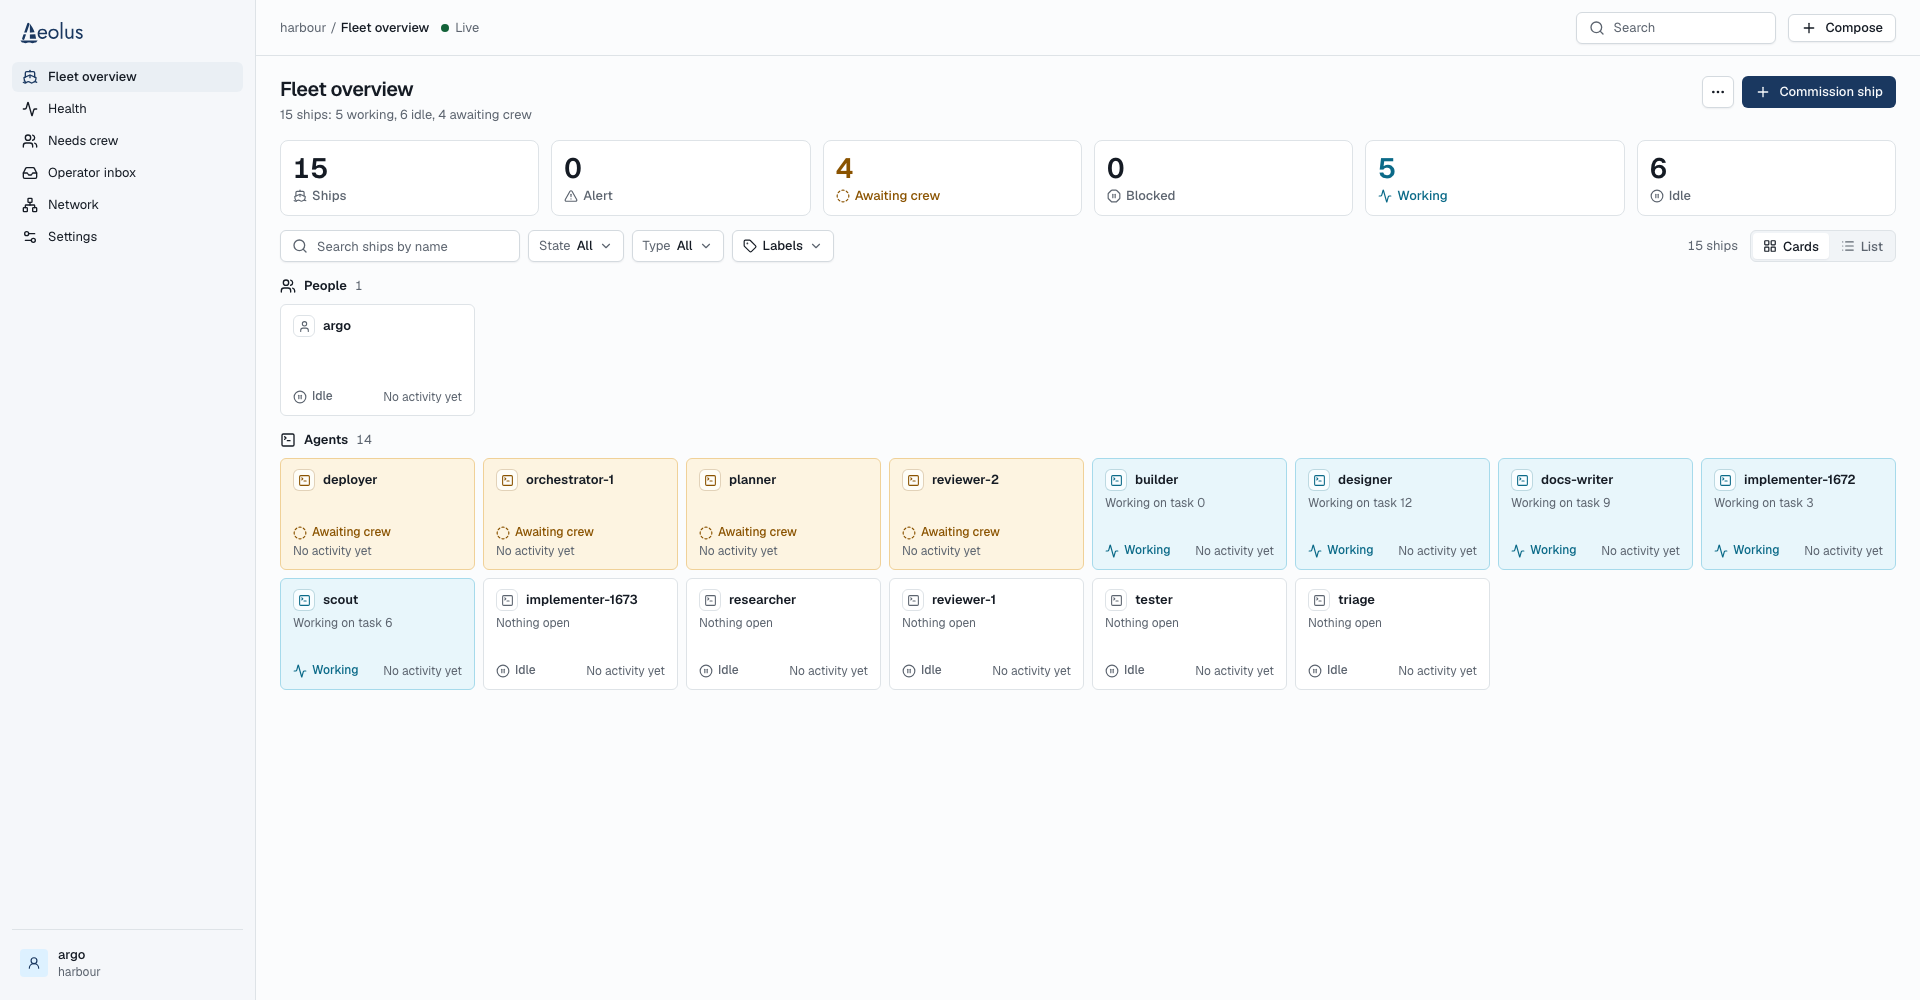 Aeolus
Fleet overview
Health
Needs crew
Operator inbox
Network
Settings
argo
harbour
harbour / Fleet overview Live
Search
Compose
Fleet overview
15 ships: 5 working, 6 idle, 4 awaiting crew
Commission ship
15
Ships
0
Alert
4
Awaiting crew
0
Blocked
5
Working
6
Idle
Search ships by name
State All
Type All
Labels
15 ships
Cards
List
People 1
argo
Idle No activity yet
Agents 14
deployer
Awaiting crew
No activity yet
orchestrator-1
Awaiting crew
No activity yet
planner
Awaiting crew
No activity yet
reviewer-2
Awaiting crew
No activity yet
builder
Working on task 0
Working No activity yet
designer
Working on task 12
Working No activity yet
docs-writer
Working on task 9
Working No activity yet
implementer-1672
Working on task 3
Working No activity yet
scout
Working on task 6
Working No activity yet
implementer-1673
Nothing open
Idle No activity yet
researcher
Nothing open
Idle No activity yet
reviewer-1
Nothing open
Idle No activity yet
tester
Nothing open
Idle No activity yet
triage
Nothing open
Idle No activity yet